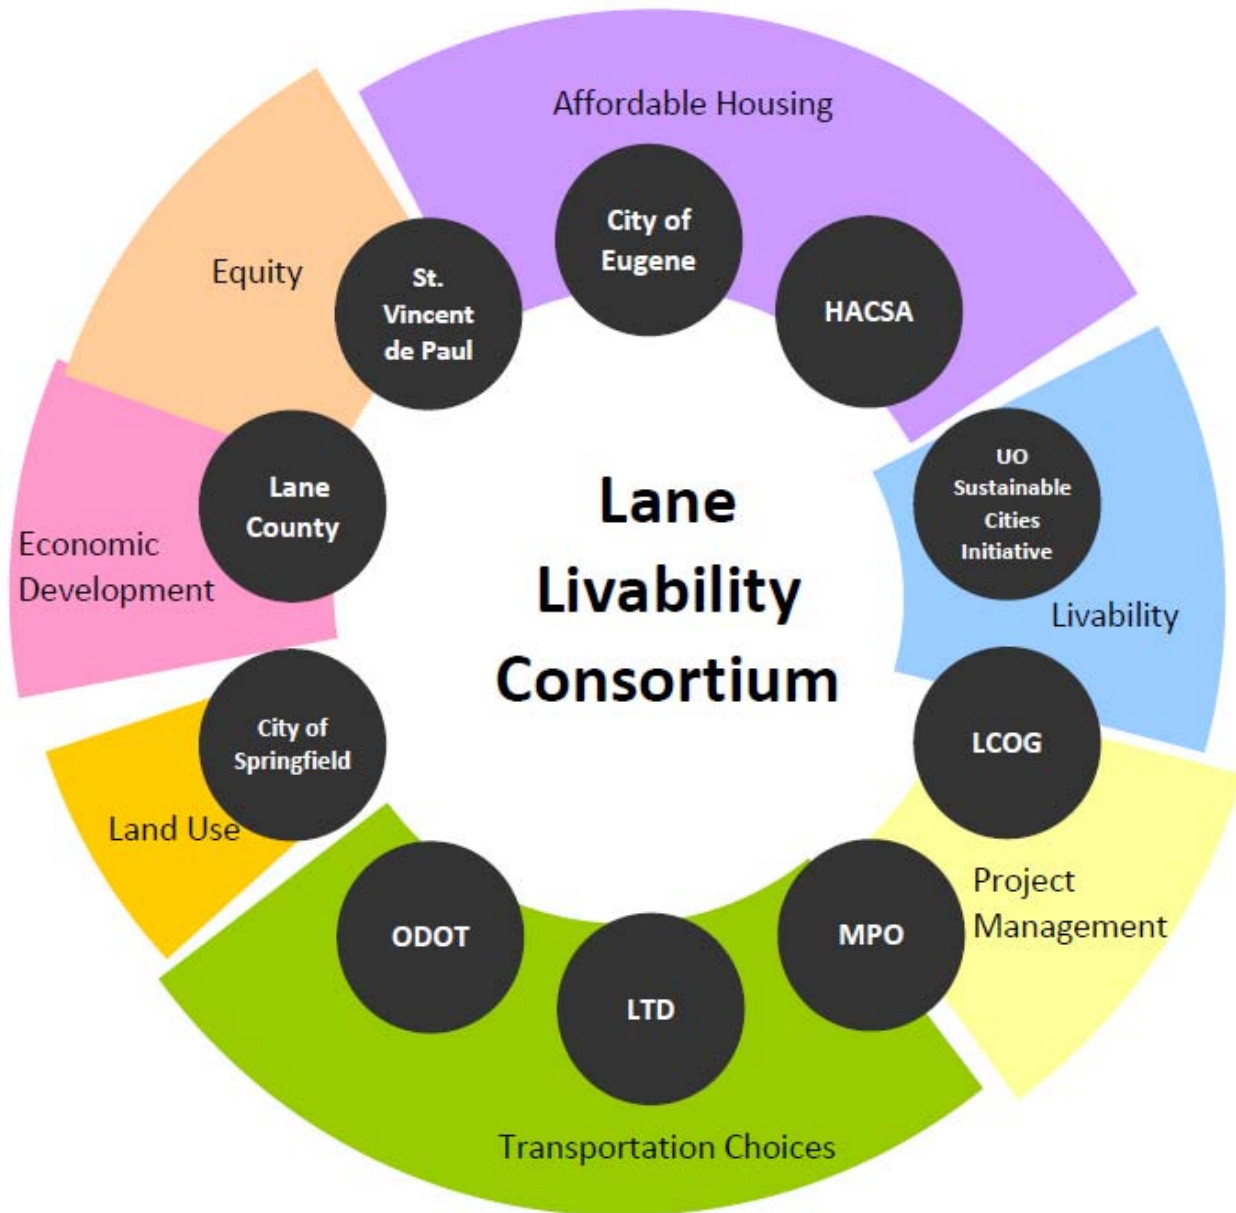 Affordable Housing
City of
Eugene
HACSA
UO
Sustainable
Cities
Initiative
Livability
LCOG
Project
Management
MPO
LTD
Transportation Choices
ODOT
Land Use
City of
Springfield
Economic
Development
Lane
County
Equity
St.
Vincent
de Paul
Lane
Livability
Consortium